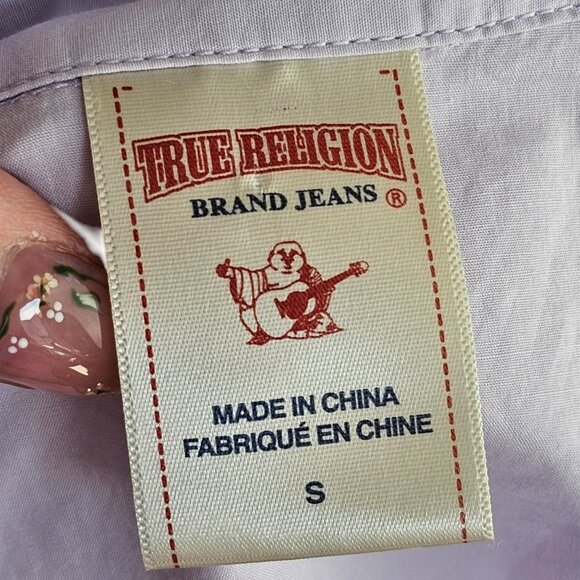 TRUE RELIGION
BRAND JEANS ®
MADE IN CHINA
FABRIQUÉ EN CHINE
S